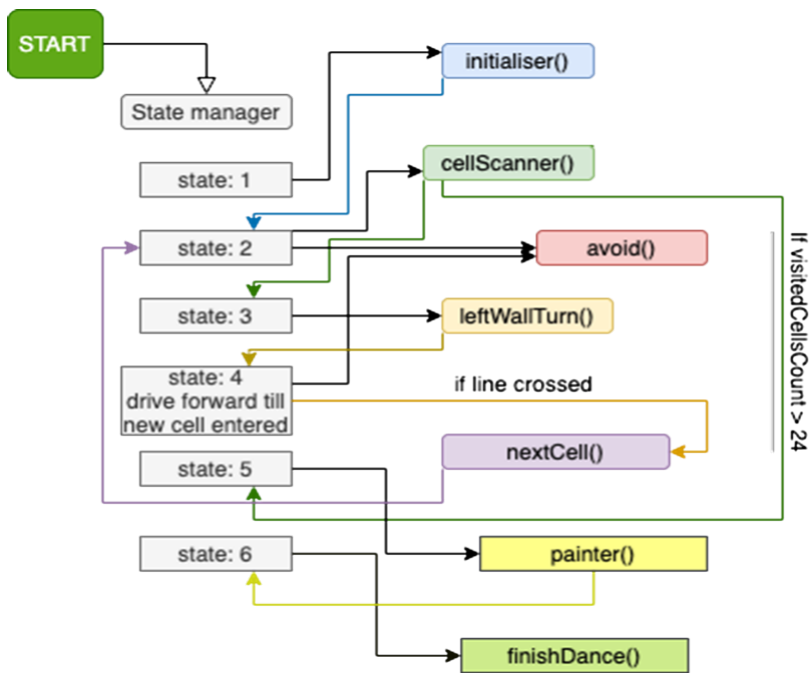 START
initialiser()
State manager
cellScanner()
state: 1
state: 2
avoid()
If visitedCellsCount > 24
state: 3
leftWallTurn()
state: 4
drive forward till
new cell entered
if line crossed
nextCell()
state: 5
state: 6
painter()
finishDance()